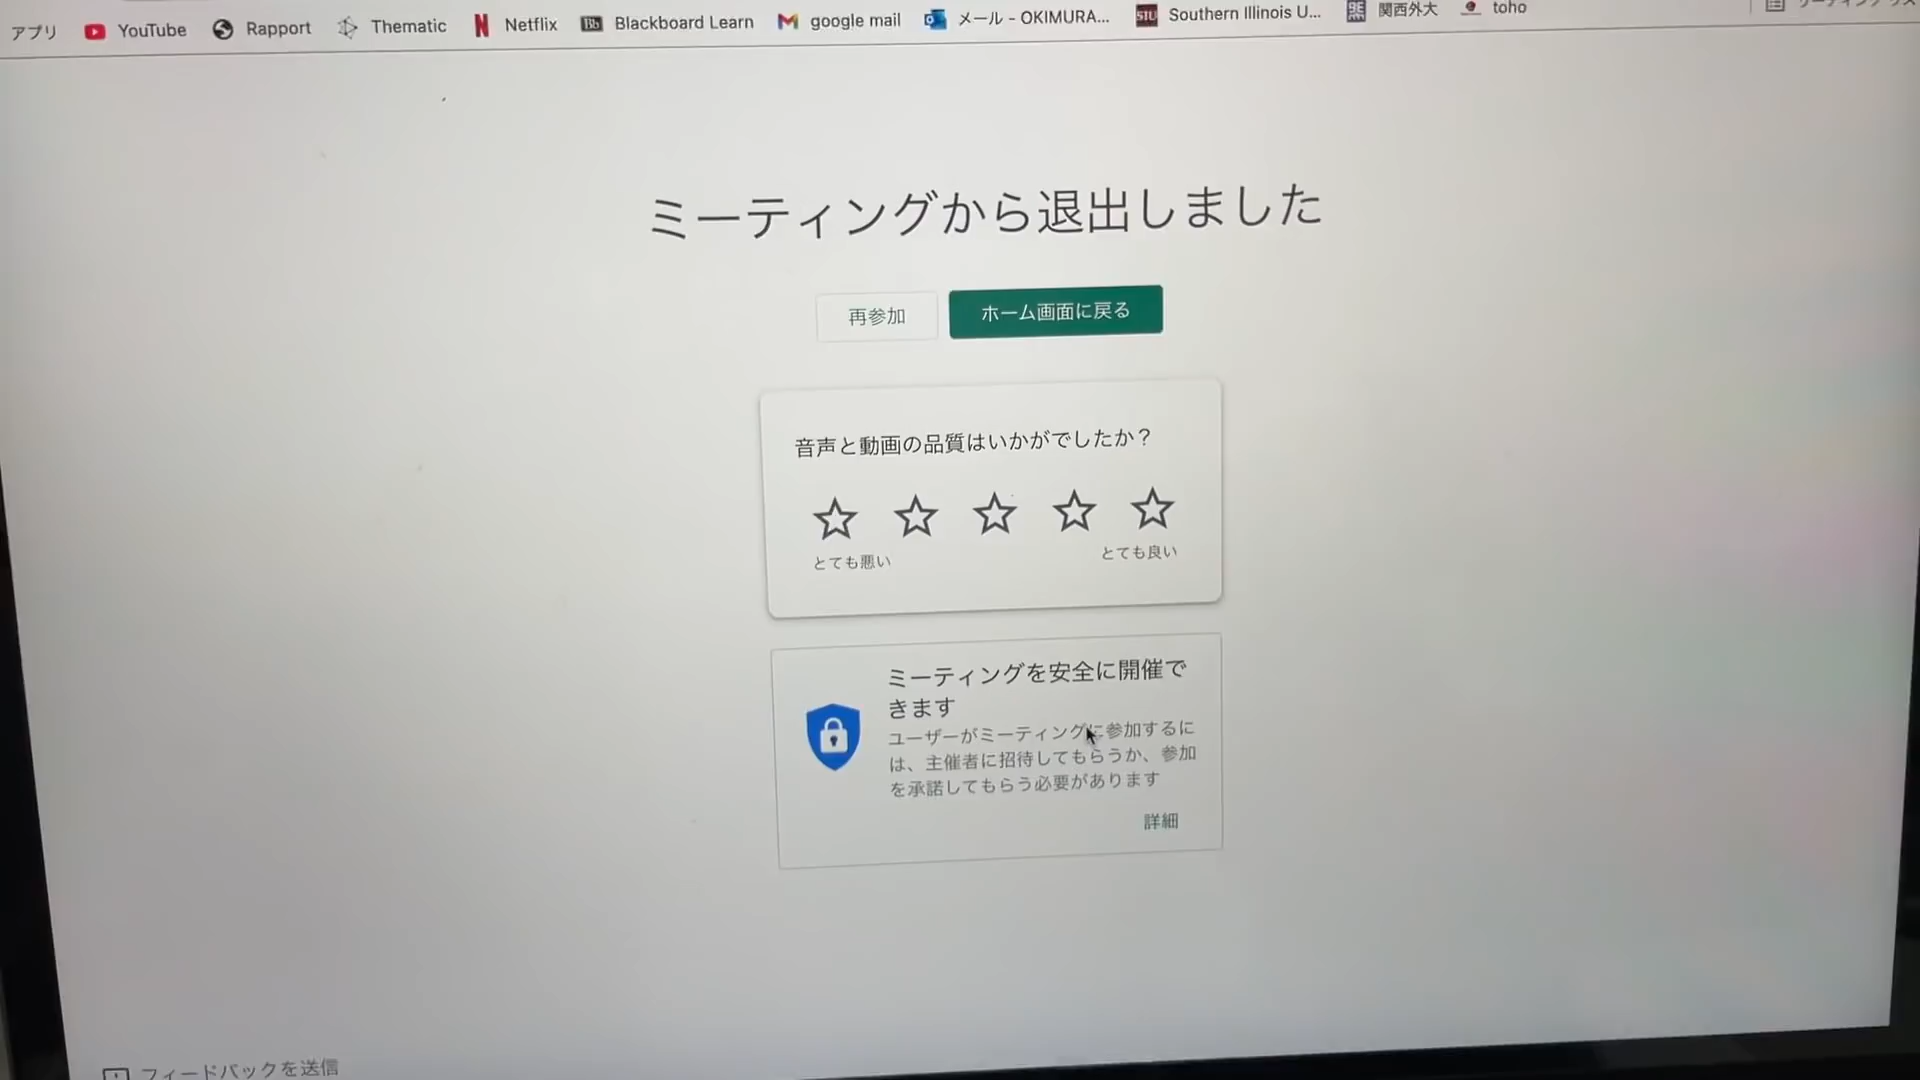 アプリ YouTube Rapport Thematic Netflix Bb Blackboard Learn google mail メール - OKIMURA... SIU Southern Illinois U... 関西外大 toho
ミーティングから退出しました
再参加 ホーム画面に戻る
音声と動画の品質はいかがでしたか？
とても悪い とても良い
ミーティングを安全に開催で
きます
ユーザーがミーティングに参加するに
は、主催者に招待してもらうか、参加
を承諾してもらう必要があります
詳細
フィードバックを送信